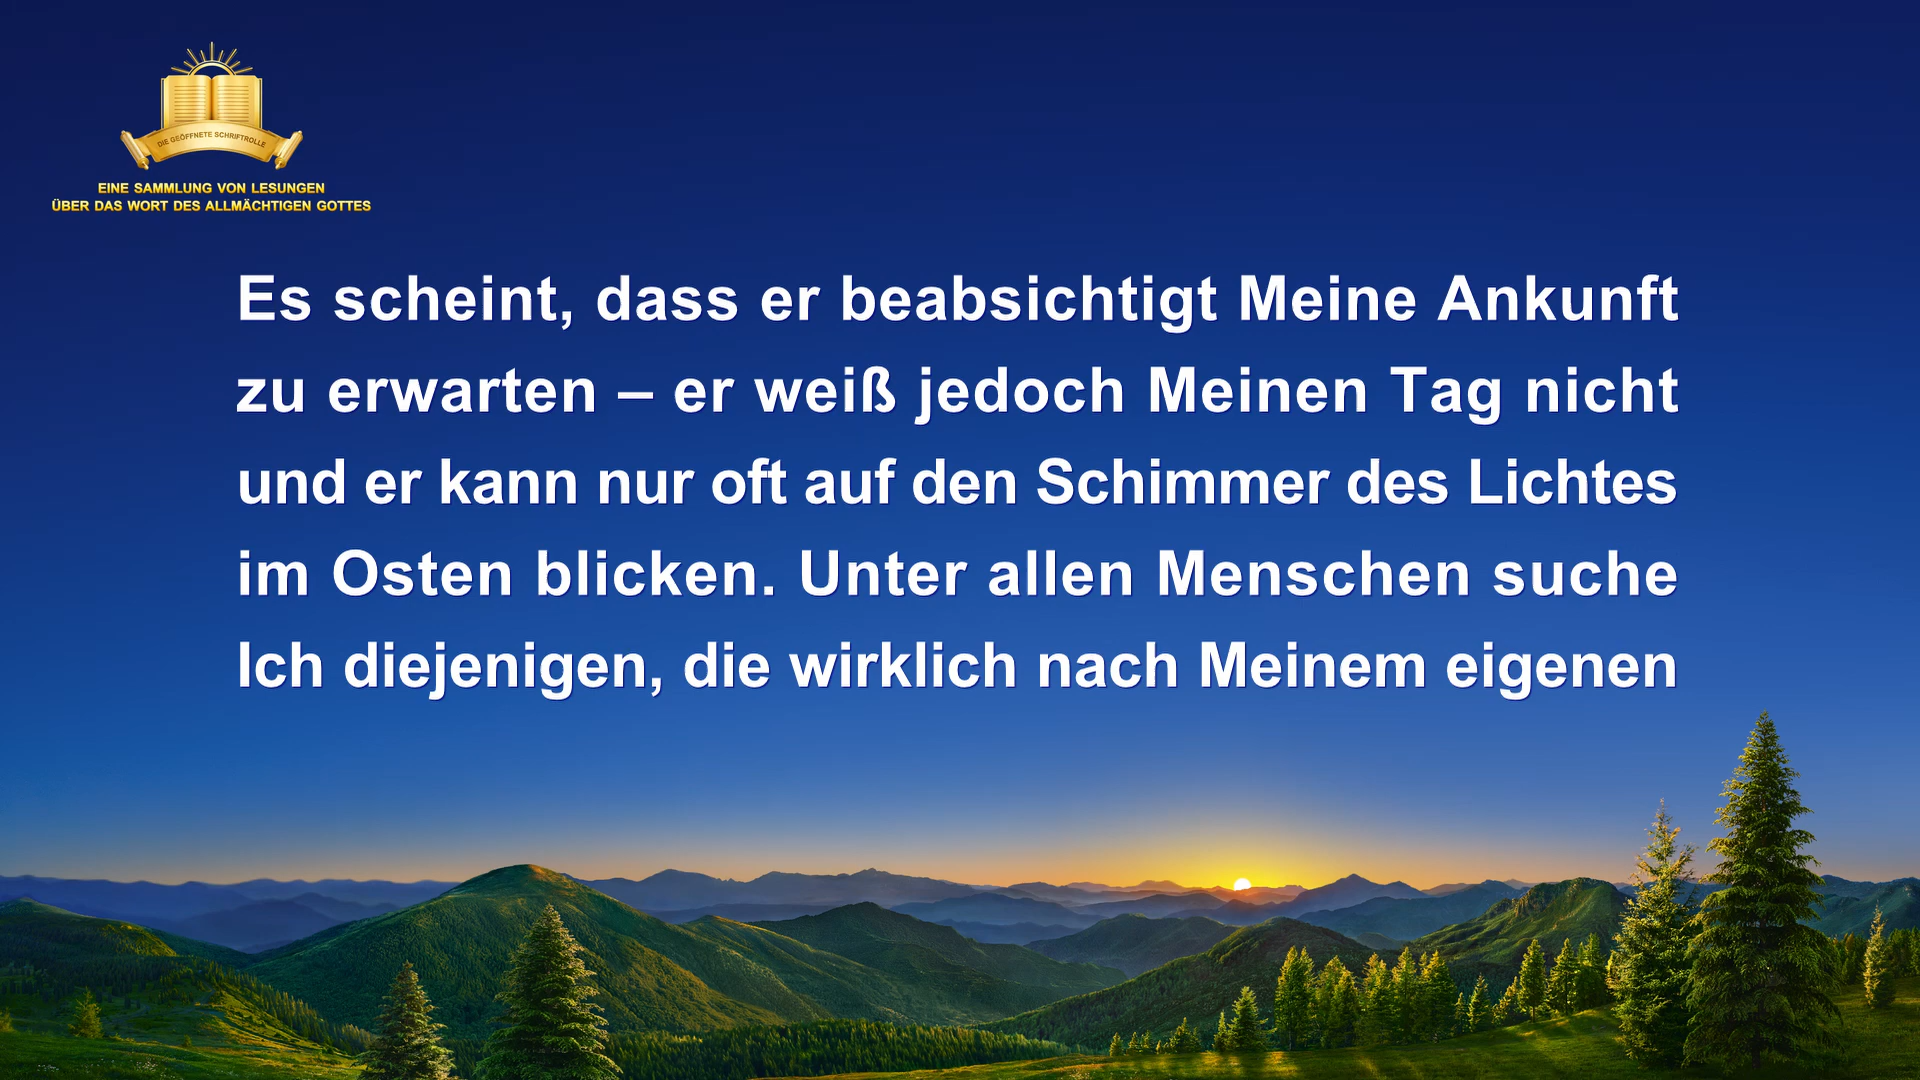 DIE GEÖFFNETE SCHRIFTROLLE
EINE SAMMLUNG VON LESUNGEN
ÜBER DAS WORT DES ALLMÄCHTIGEN GOTTES
Es scheint, dass er beabsichtigt Meine Ankunft
zu erwarten – er weiß jedoch Meinen Tag nicht
und er kann nur oft auf den Schimmer des Lichtes
im Osten blicken. Unter allen Menschen suche
Ich diejenigen, die wirklich nach Meinem eigenen